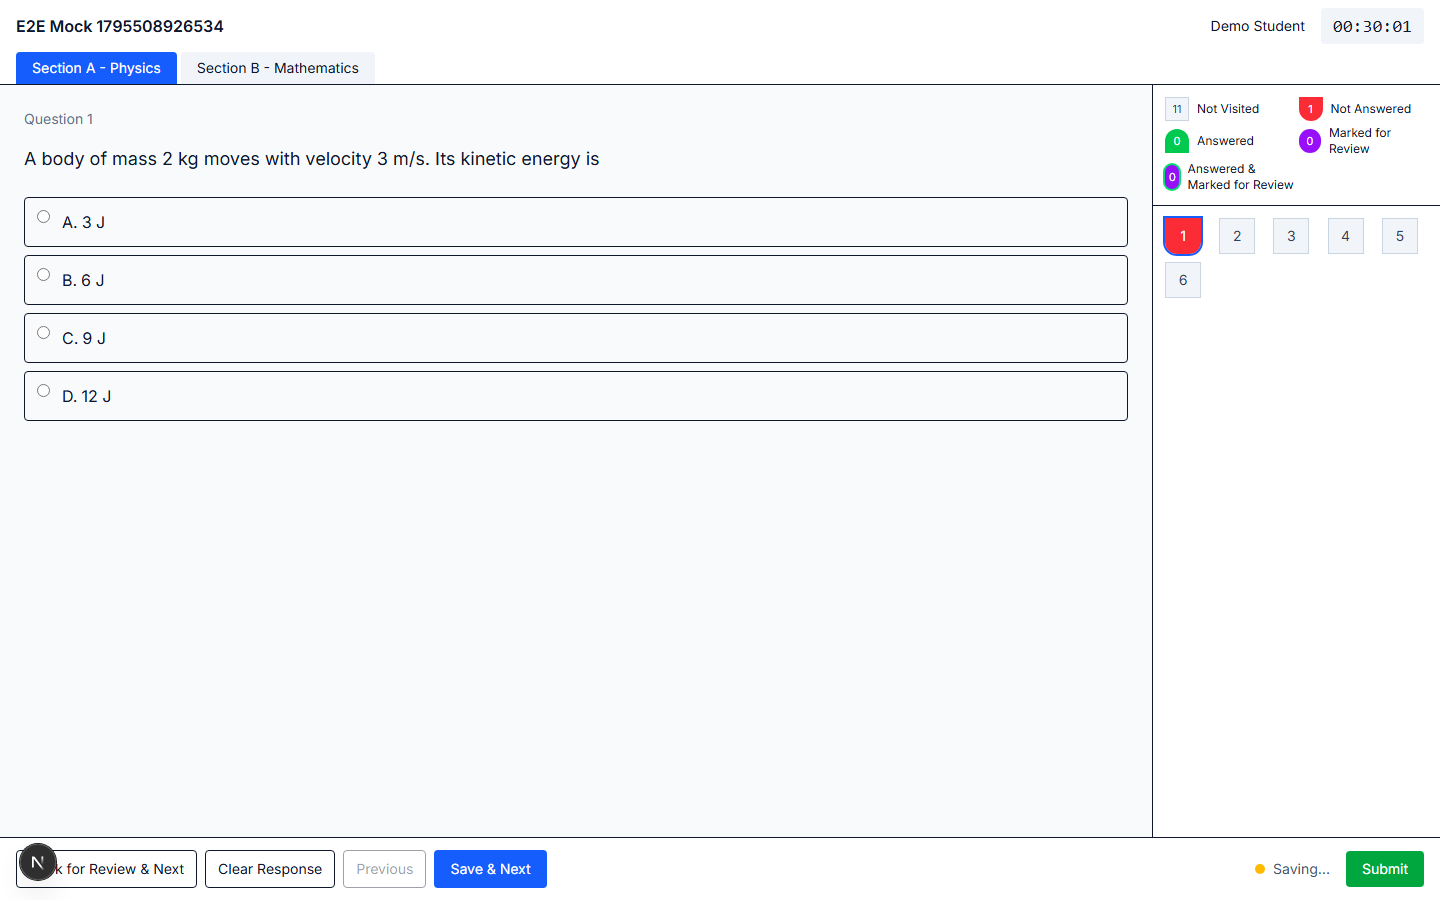 E2E Mock 1795508926534
Demo Student
00:30:01
Section A - Physics
Section B - Mathematics
Question 1
A body of mass 2 kg moves with velocity 3 m/s. Its kinetic energy is
A. 3 J
B. 6 J
C. 9 J
D. 12 J
11 Not Visited
1 Not Answered
0 Answered
0 Marked for
Review
0 Answered &
Marked for Review
1 2 3 4 5
6
N
k for Review & Next
Clear Response
Previous
Save & Next
Saving...
Submit